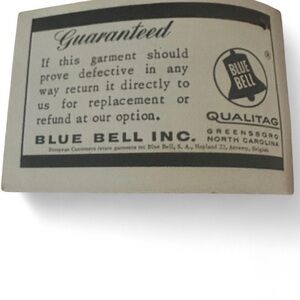 Guaranteed
If this garment should
prove defective in any
way return it directly to
us for replacement or
refund at our option.
BLUE BELL INC.
European Customers return garments to: Blue Bell, S. A., Hopland 22, Antwerp, Belgium
BLUE
BELL
®
QUALITAG
GREENSBORO
NORTH CAROLINA